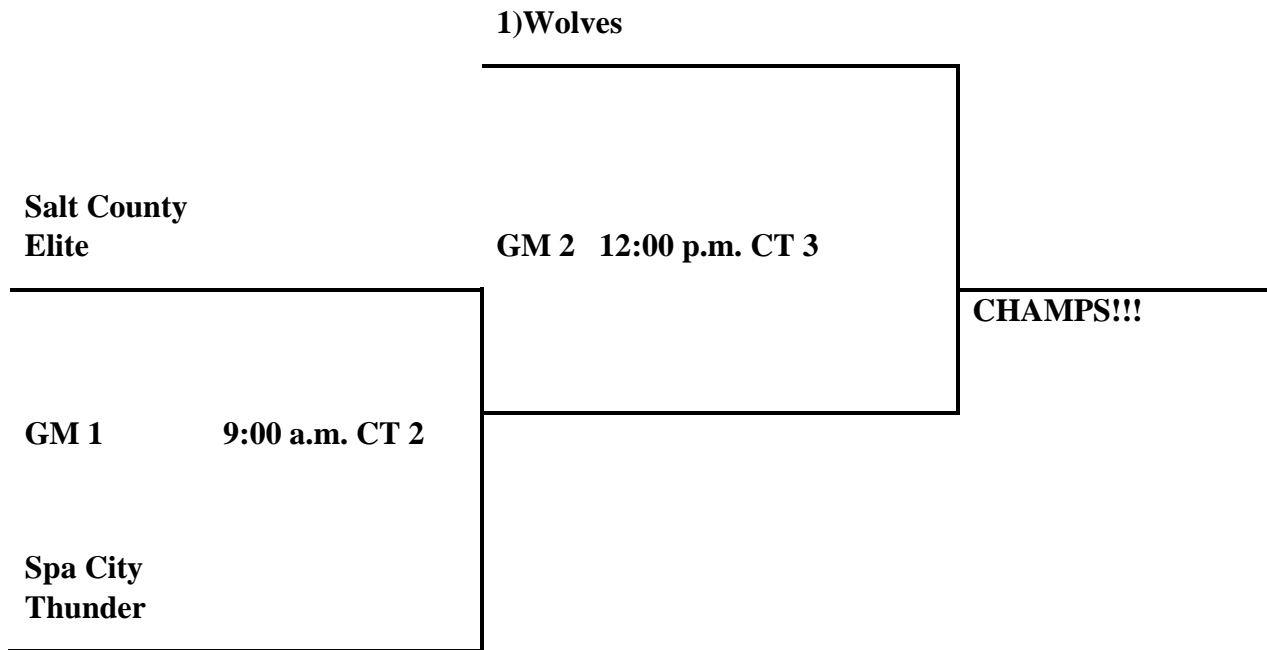 1)Wolves
Salt County
Elite
GM 2 12:00 p.m. CT 3
CHAMPS!!!
GM 1 9:00 a.m. CT 2
Spa City
Thunder